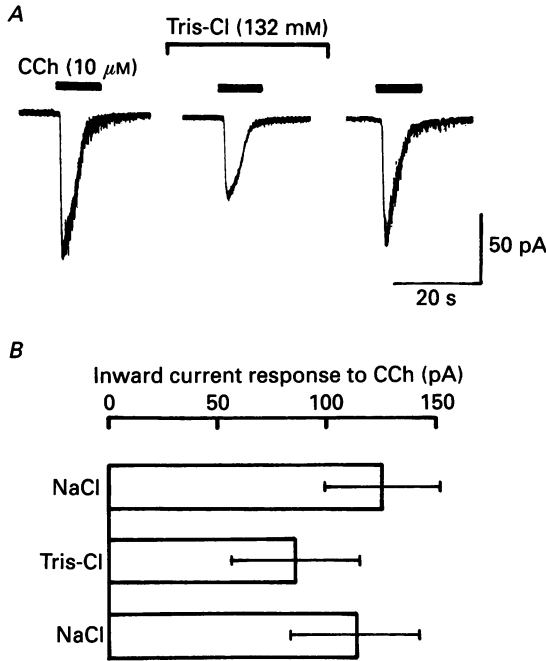 A
Tris-Cl (132 mM)
CCh (10 μM)
50 pA
20 s
B
Inward current response to CCh (pA)
0 50 100 150
NaCl
Tris-Cl
NaCl